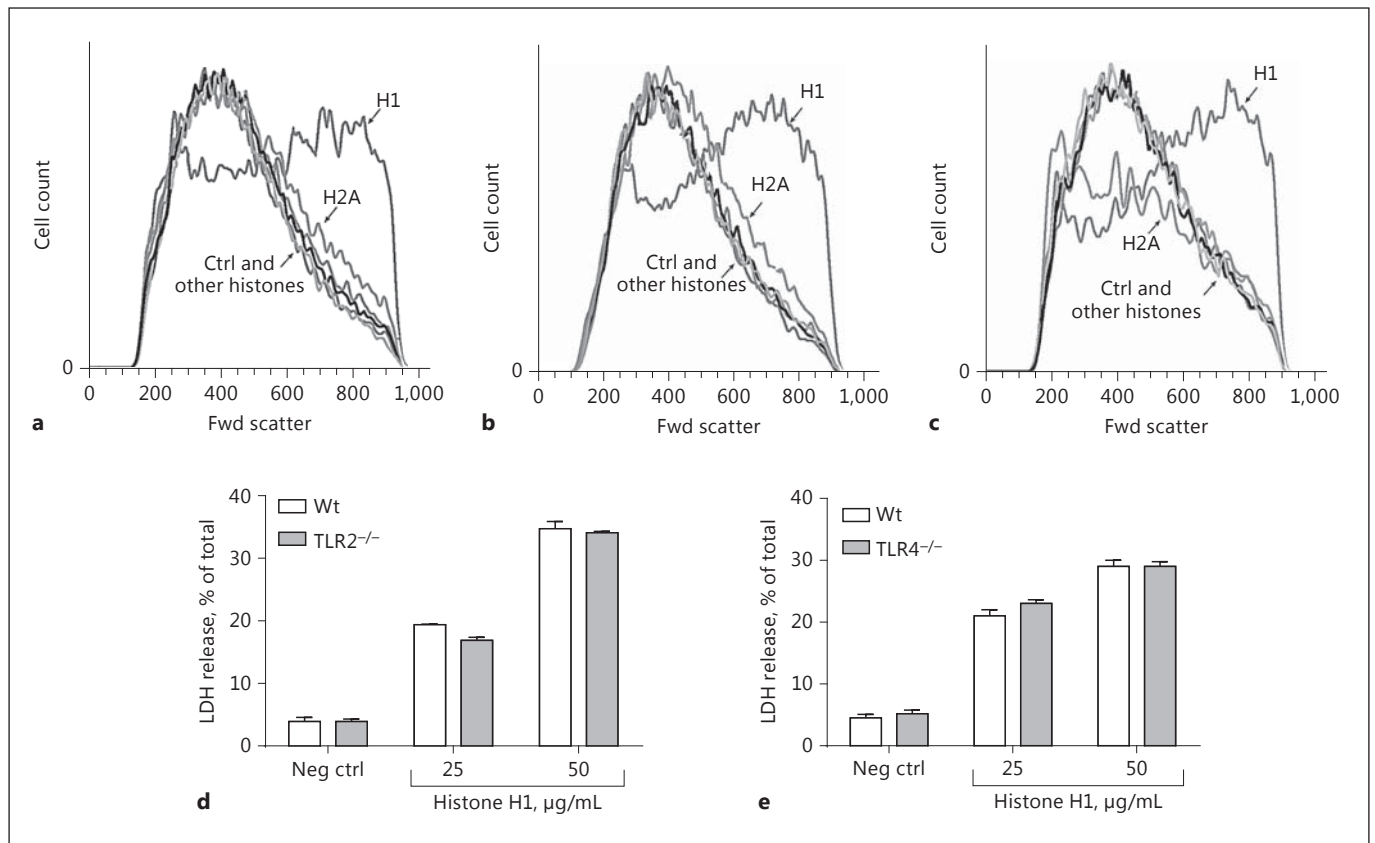 H1
H2A
Ctrl and
other histones
Cell count
0
0 200 400 600 800 1,000
Fwd scatter
a
H1
H2A
Ctrl and
other histones
Cell count
0
0 200 400 600 800 1,000
Fwd scatter
b
H1
H2A
Ctrl and
other histones
Cell count
0
0 200 400 600 800 1,000
Fwd scatter
c
LDH release, % of total
40
30
20
10
0
Wt
TLR2–/–
Neg ctrl 25 50
Histone H1, µg/mL
d
LDH release, % of total
40
30
20
10
0
Wt
TLR4–/–
Neg ctrl 25 50
Histone H1, µg/mL
e